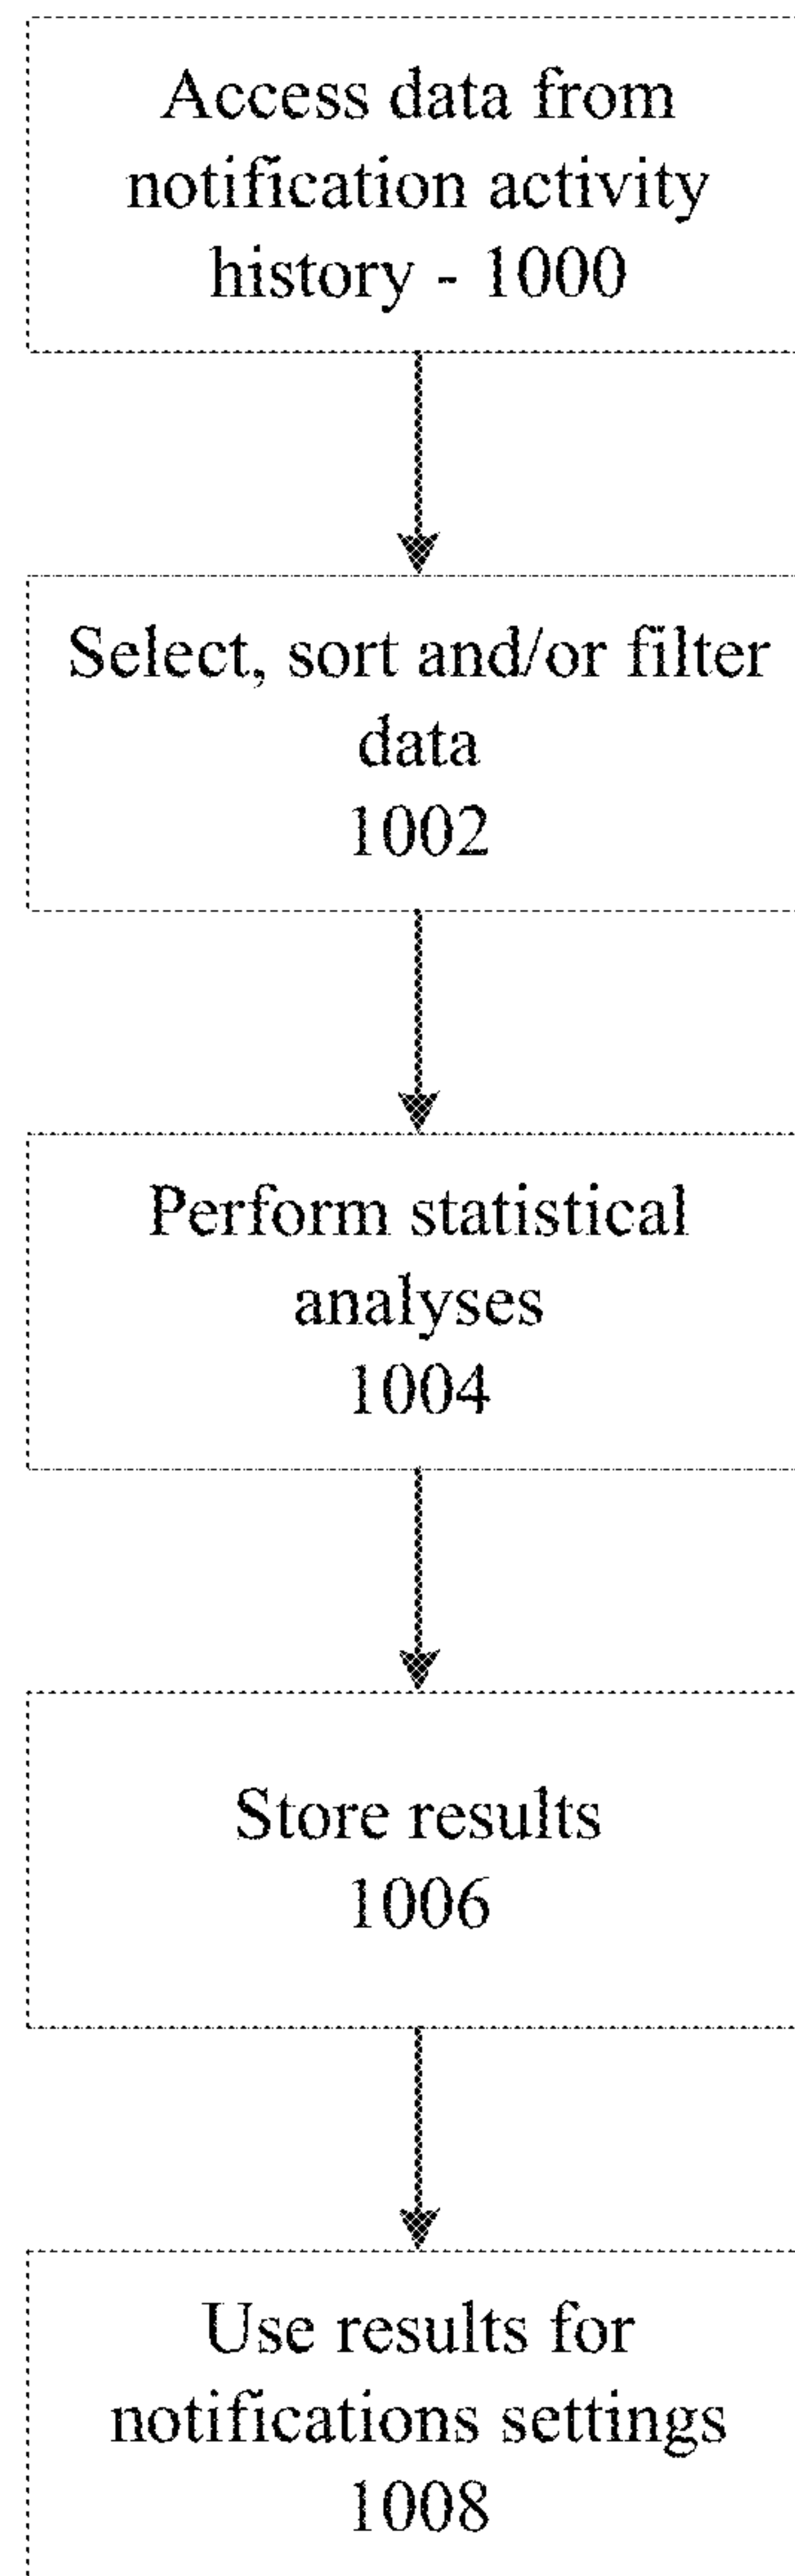 Access data from
notification activity
history - 1000
Select, sort and/or filter
data
1002
Perform statistical
analyses
1004
Store results
1006
Use results for
notifications settings
1008